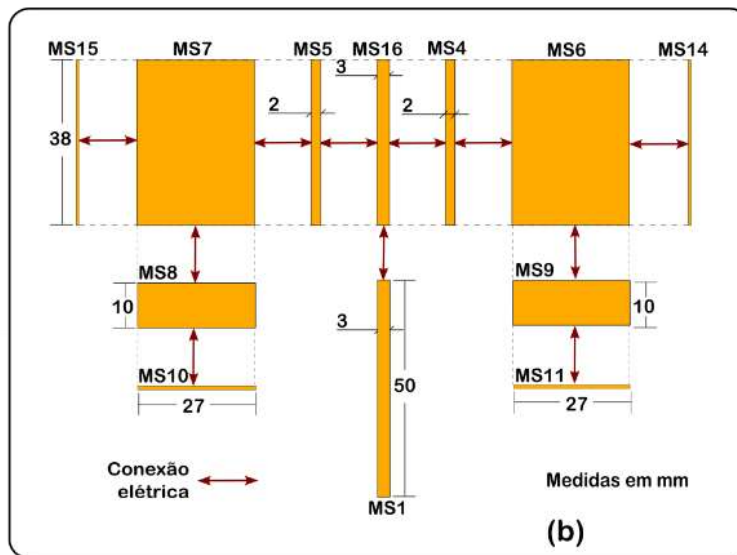 MS15 MS7 MS5 MS16 MS4 MS6 MS14
3
2 2
38
MS8 MS9
10 10
3
MS10 MS11
50
27 27
Conexão
elétrica
Medidas em mm
MS1
(b)